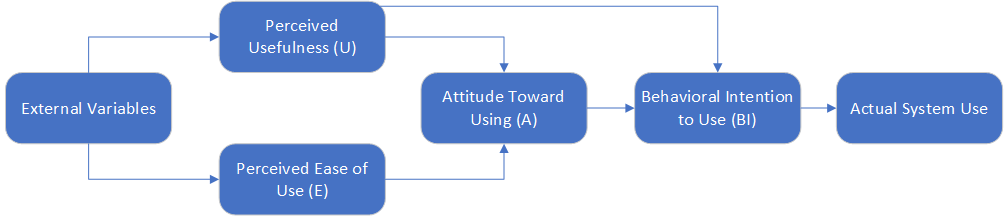 Perceived
Usefulness (U)
External Variables
Attitude Toward
Using (A)
Behavioral Intention
to Use (BI)
Actual System Use
Perceived Ease of
Use (E)